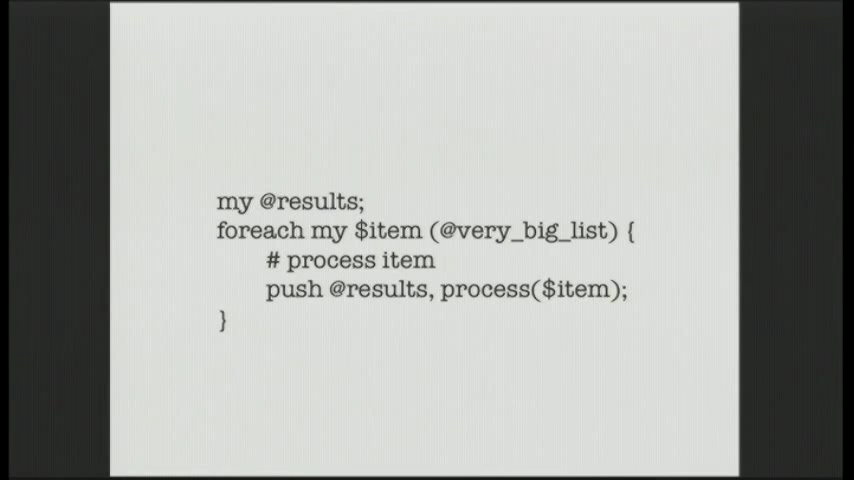 my @results;
foreach my $item (@very_big_list) {
# process item
push @results, process($item);
}